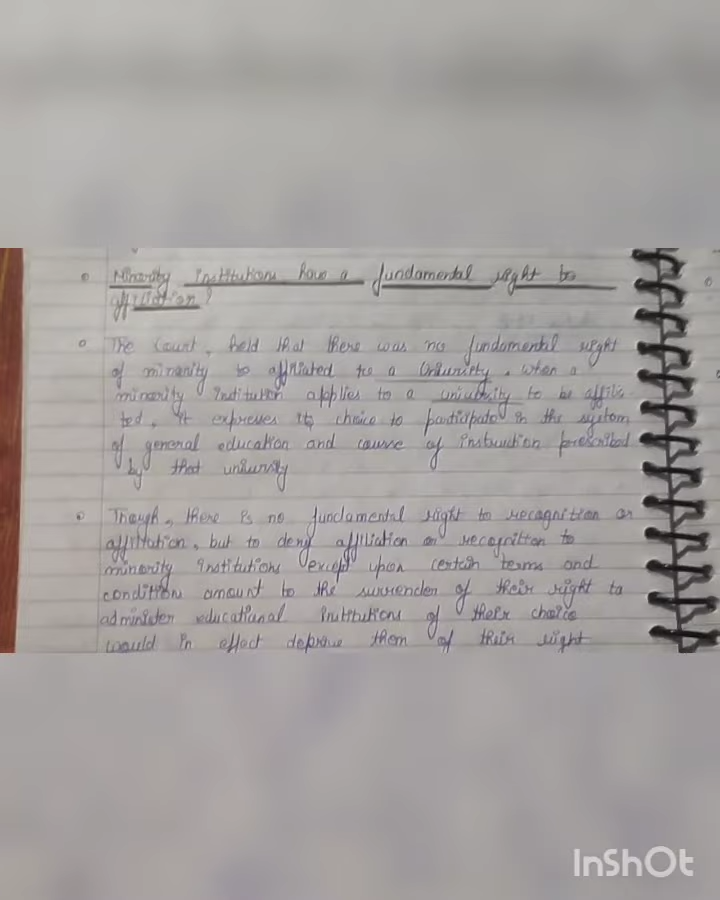 Minority institutions have a fundamental right to
affiliation?
The Court, held that there was no fundamental right
of minority to affiliated to a University. when a
minority institution applies to a university to be affilia-
ted, it expresses its choice to participate in the system
of general education and course of instruction prescribed
by that university
Though, there is no fundamental right to recognition or
affiliation, but to deny affiliation or recognition to
minority institutions except upon certain terms and
condition amount to the surrender of their right to
administer educational institutions of their choice
would in effect deprive them of their right
InShOt